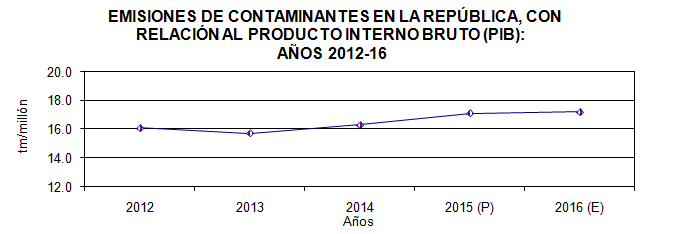 EMISIONES DE CONTAMINANTES EN LA REPÚBLICA, CON
RELACIÓN AL PRODUCTO INTERNO BRUTO (PIB):
AÑOS 2012-16
20.0
18.0
16.0
14.0
12.0
tm/millón
2012 2013 2014 2015 (P) 2016 (E)
Años